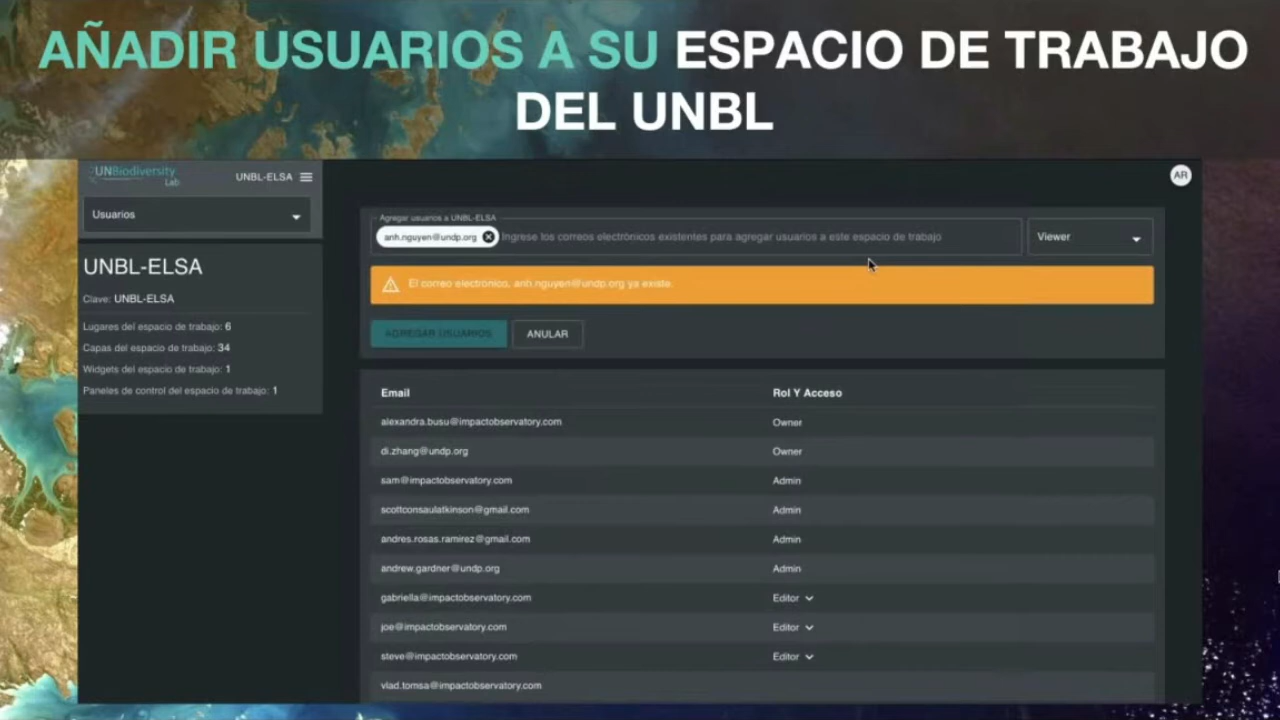 AÑADIR USUARIOS A SU ESPACIO DE TRABAJO
DEL UNBL
UNBiodiversity
Lab
UNBL-ELSA
AR
Usuarios
UNBL-ELSA
Clave: UNBL-ELSA
Lugares del espacio de trabajo: 6
Capas del espacio de trabajo: 34
Widgets del espacio de trabajo: 1
Paneles de control del espacio de trabajo: 1
Agregar usuarios a UNBL-ELSA
anh.nguyen@undp.org Ingrese los correos electrónicos existentes para agregar usuarios a este espacio de trabajo
Viewer
El correo electrónico, anh.nguyen@undp.org ya existe.
AGREGAR USUARIOS ANULAR
Email Rol Y Acceso
alexandra.busu@impactobservatory.com Owner
di.zhang@undp.org Owner
sam@impactobservatory.com Admin
scottconsaulatkinson@gmail.com Admin
andres.rosas.ramirez@gmail.com Admin
andrew.gardner@undp.org Admin
gabriella@impactobservatory.com Editor
joe@impactobservatory.com Editor
steve@impactobservatory.com Editor
vlad.tomsa@impactobservatory.com